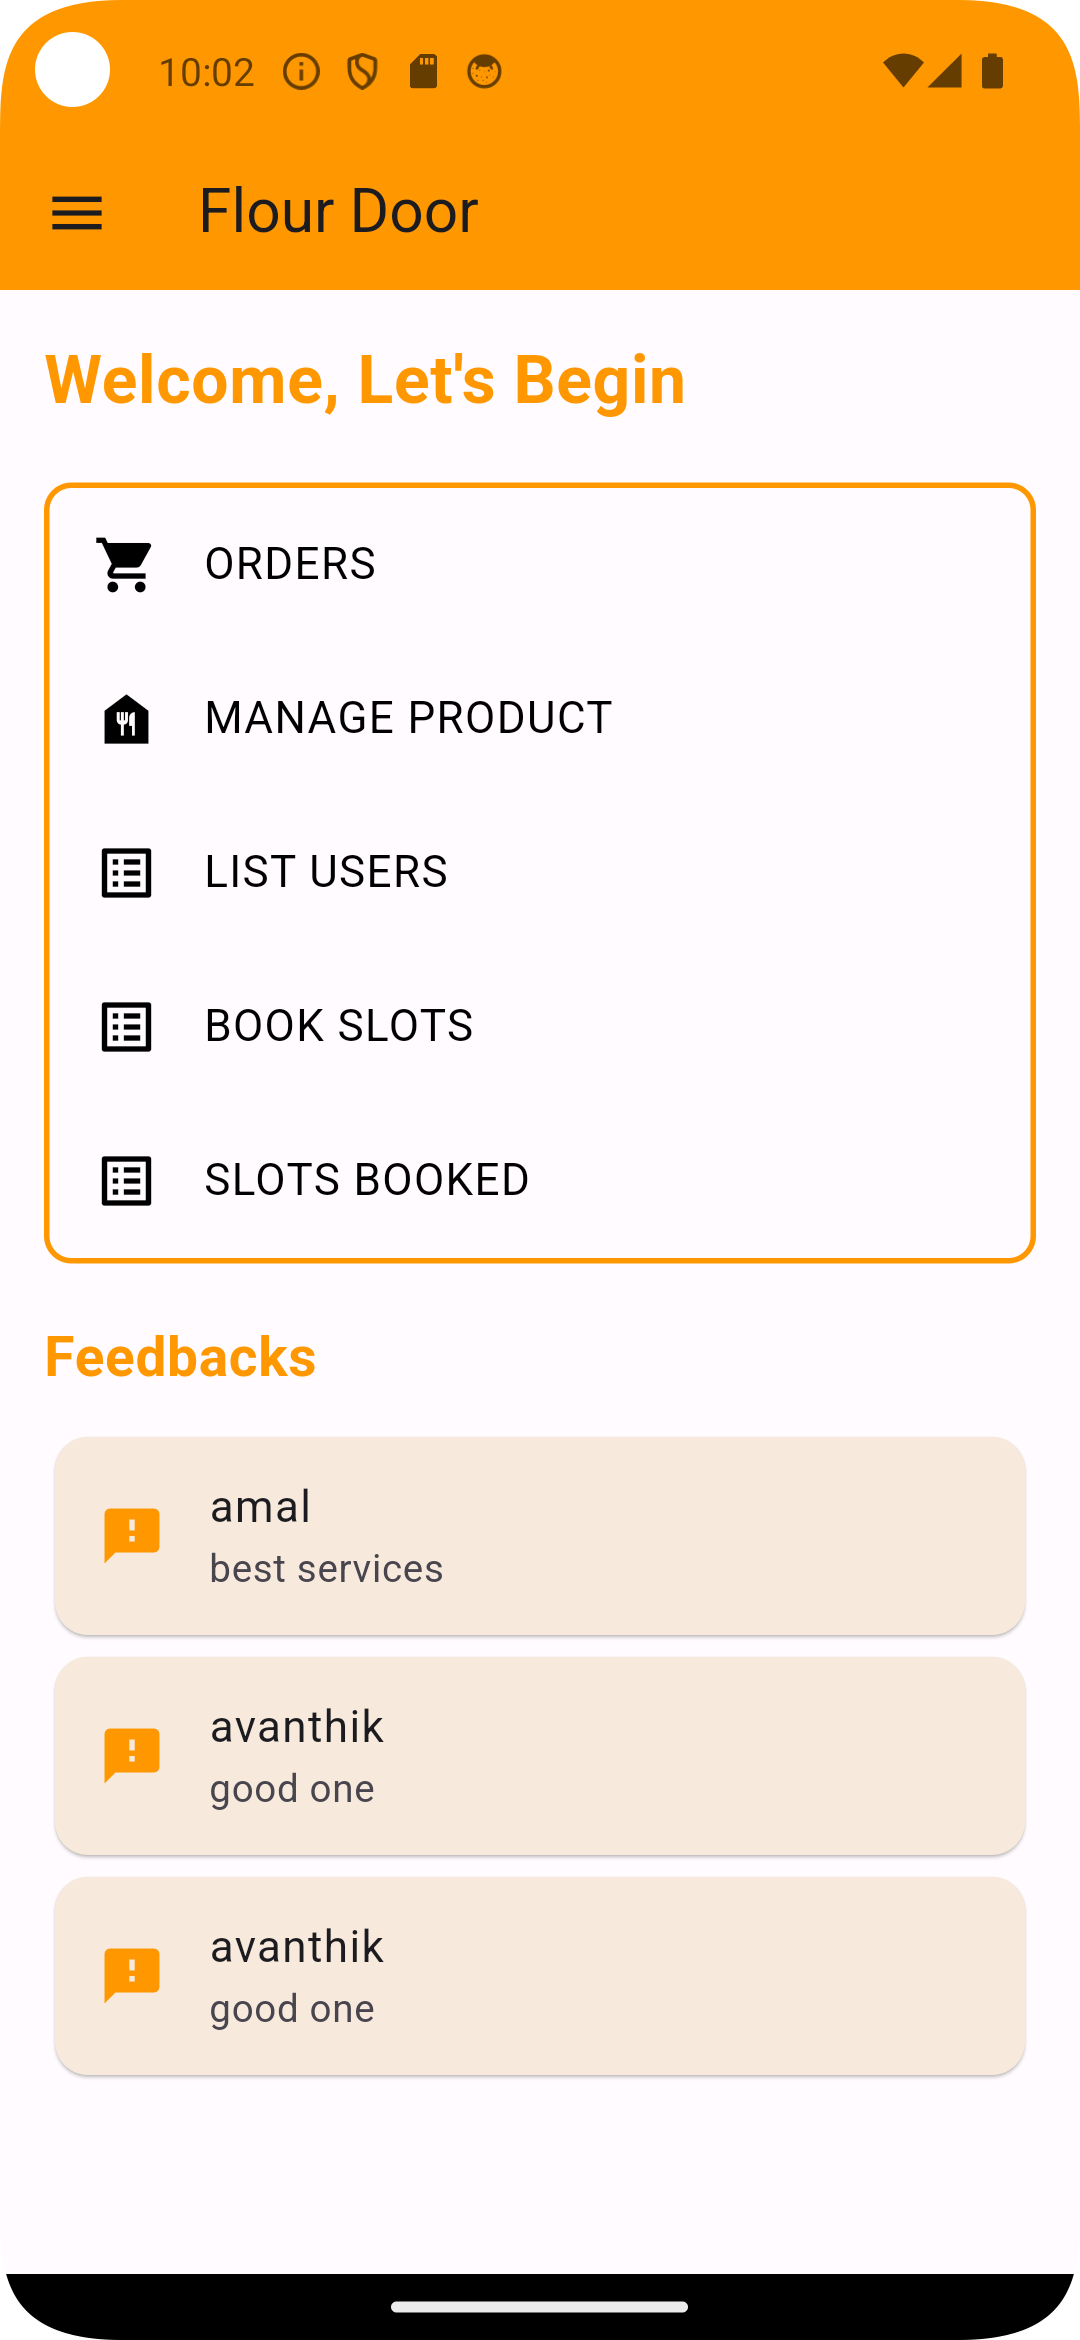 10:02
Flour Door
Welcome, Let's Begin
ORDERS
MANAGE PRODUCT
LIST USERS
BOOK SLOTS
SLOTS BOOKED
Feedbacks
amal
best services
avanthik
good one
avanthik
good one